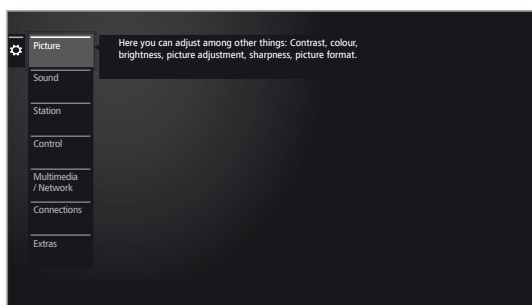 Picture
Here you can adjust among other things: Contrast, colour,
brightness, picture adjustment, sharpness, picture format.
Sound
Station
Control
Multimedia
/ Network
Connections
Extras